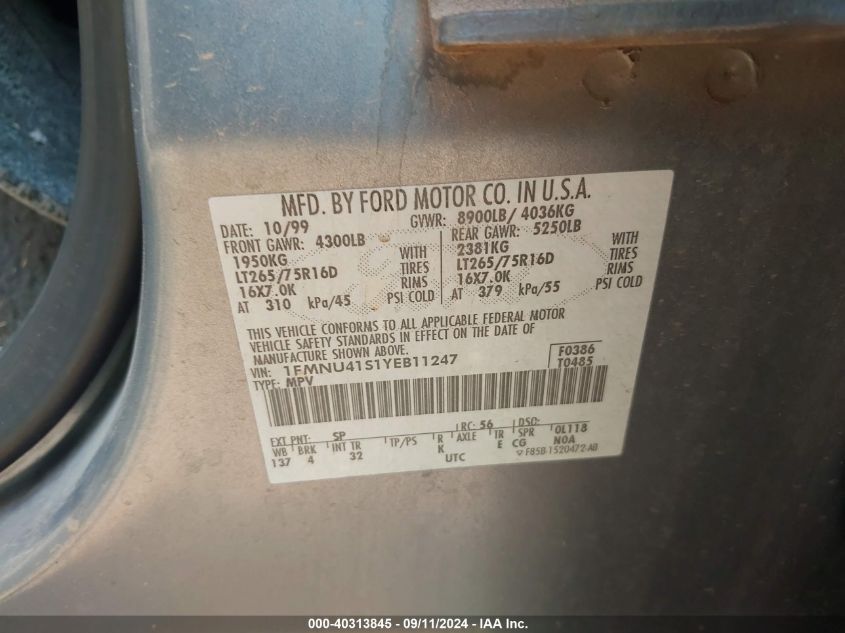 MFD. BY FORD MOTOR CO. IN U.S.A.
DATE: 10/99 GVWR: 8900LB/ 4036KG
FRONT GAWR: 4300LB REAR GAWR: 5250LB
1950KG WITH 2381KG WITH
LT265/75R16D TIRES LT265/75R16D TIRES
16X7.0K RIMS 16X7.0K RIMS
AT 310 kPa/45 PSI COLD AT 379 kPa/55 PSI COLD
THIS VEHICLE CONFORMS TO ALL APPLICABLE FEDERAL MOTOR
VEHICLE SAFETY STANDARDS IN EFFECT ON THE DATE OF
MANUFACTURE SHOWN ABOVE.
VIN: 1FMNU41S1YEB11247 F0386
TYPE: MPV T0485
EXT PNT: SP RC: 56 DSO:
WB BRK INT TR TP/PS R AXLE TR SPR 0L118
137 4 32 K E CG N0A
UTC ▽ F85B-1520472-AB
000-40313845 - 09/11/2024 - IAA Inc.